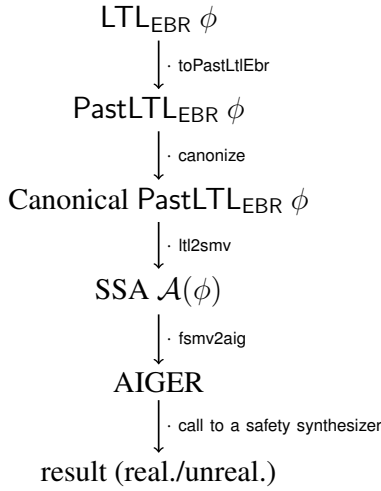 LTL_EBR ϕ
· toPastLtlEbr
PastLTL_EBR ϕ
· canonize
Canonical PastLTL_EBR ϕ
· ltl2smv
SSA 𝒜(ϕ)
· fsmv2aig
AIGER
· call to a safety synthesizer
result (real./unreal.)